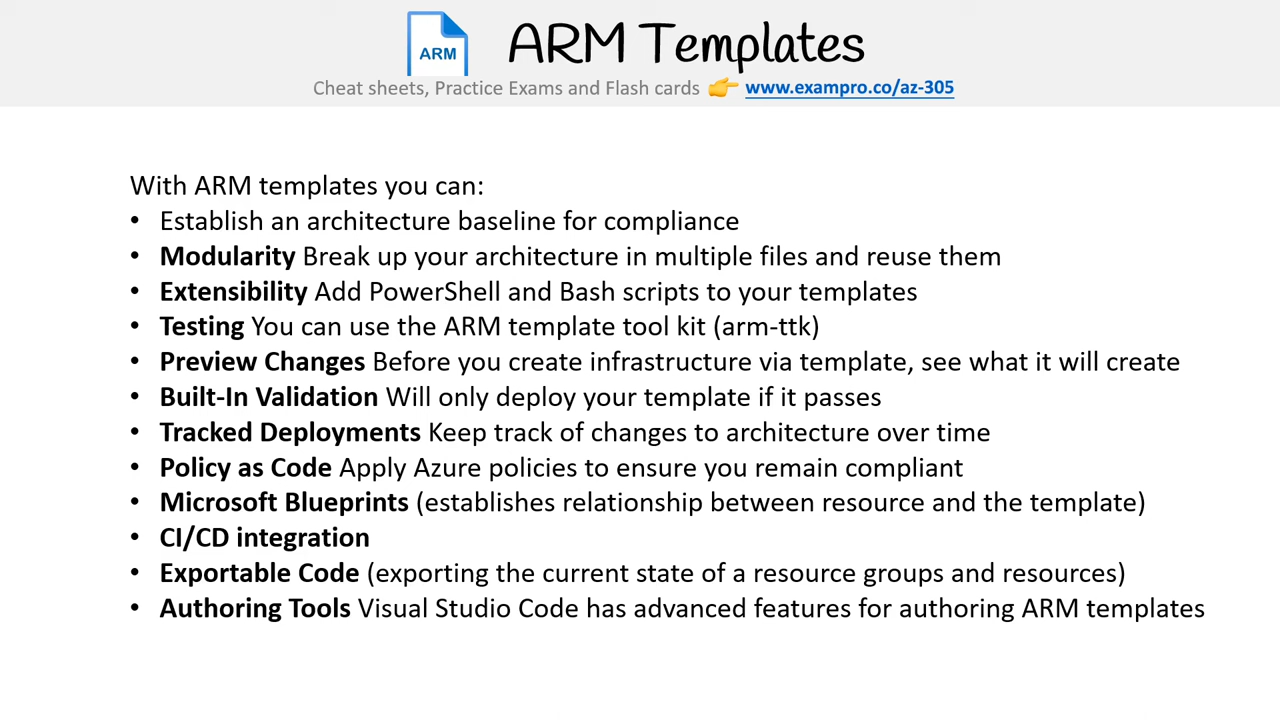 ARM
ARM Templates
Cheat sheets, Practice Exams and Flash cards 👉 www.exampro.co/az-305
With ARM templates you can:
• Establish an architecture baseline for compliance
• Modularity Break up your architecture in multiple files and reuse them
• Extensibility Add PowerShell and Bash scripts to your templates
• Testing You can use the ARM template tool kit (arm-ttk)
• Preview Changes Before you create infrastructure via template, see what it will create
• Built-In Validation Will only deploy your template if it passes
• Tracked Deployments Keep track of changes to architecture over time
• Policy as Code Apply Azure policies to ensure you remain compliant
• Microsoft Blueprints (establishes relationship between resource and the template)
• CI/CD integration
• Exportable Code (exporting the current state of a resource groups and resources)
• Authoring Tools Visual Studio Code has advanced features for authoring ARM templates